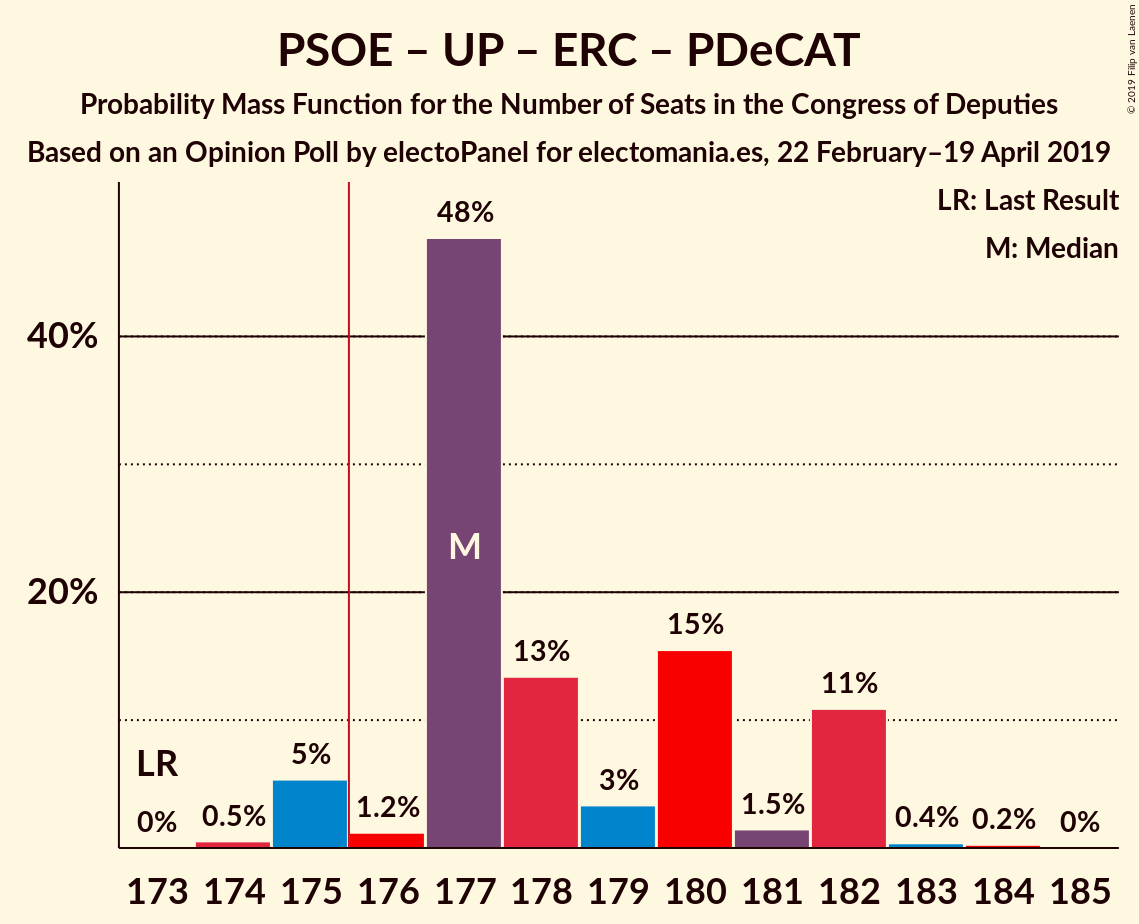 PSOE – UP – ERC – PDeCAT
Probability Mass Function for the Number of Seats in the Congress of Deputies
Based on an Opinion Poll by electoPanel for electomania.es, 22 February–19 April 2019
© 2019 Filip van Laenen
LR: Last Result
M: Median
48%
40%
M
20%
15%
13%
11%
LR
5%
3%
0%
0.5%
1.2%
1.5%
0.4%
0.2%
0%
173 174 175 176 177 178 179 180 181 182 183 184 185